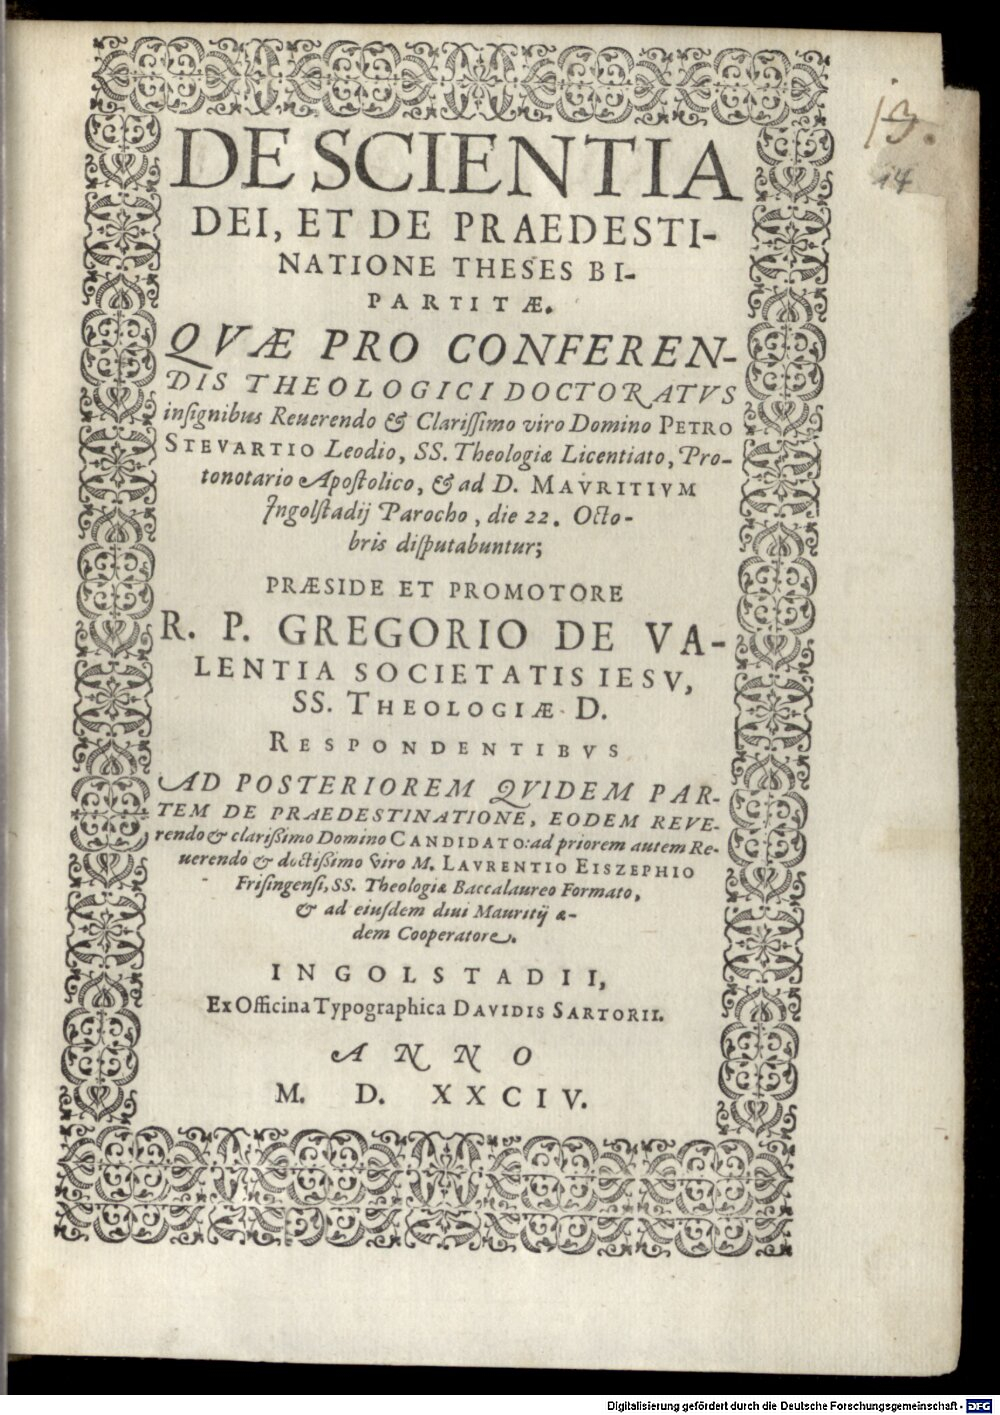 13.
14
DE SCIENTIA
DEI, ET DE PRAEDESTI-
NATIONE THESES BI-
PARTITÆ.
QVÆ PRO CONFEREN-
DIS THEOLOGICI DOCTORATVS
insignibus Reuerendo & Clarissimo viro Domino PETRO
STEVARTIO Leodio, SS. Theologiæ Licentiato, Pro-
tonotario Apostolico, & ad D. MAVRITIVM
Ingolstadij Parocho, die 22. Octo-
bris disputabuntur;
PRÆSIDE ET PROMOTORE
R. P. GREGORIO DE VA-
LENTIA SOCIETATIS IESV,
SS. THEOLOGIÆ D.
RESPONDENTIBVS
AD POSTERIOREM QVIDEM PAR-
TEM DE PRAEDESTINATIONE, EODEM REVE-
rendo & clarißimo Domino CANDIDATO: ad priorem autem Re-
uerendo & doctißimo viro M. LAVRENTIO EISZEPHIO
Frisingensi, SS. Theologiæ Baccalaureo Formato,
& ad eiusdem diui Mauritij æ-
dem Cooperatore.
INGOLSTADII,
Ex Officina Typographica DAVIDIS SARTORII.
ANNO
M. D. XXCIV.
Digitalisierung gefördert durch die Deutsche Forschungsgemeinschaft - DFG